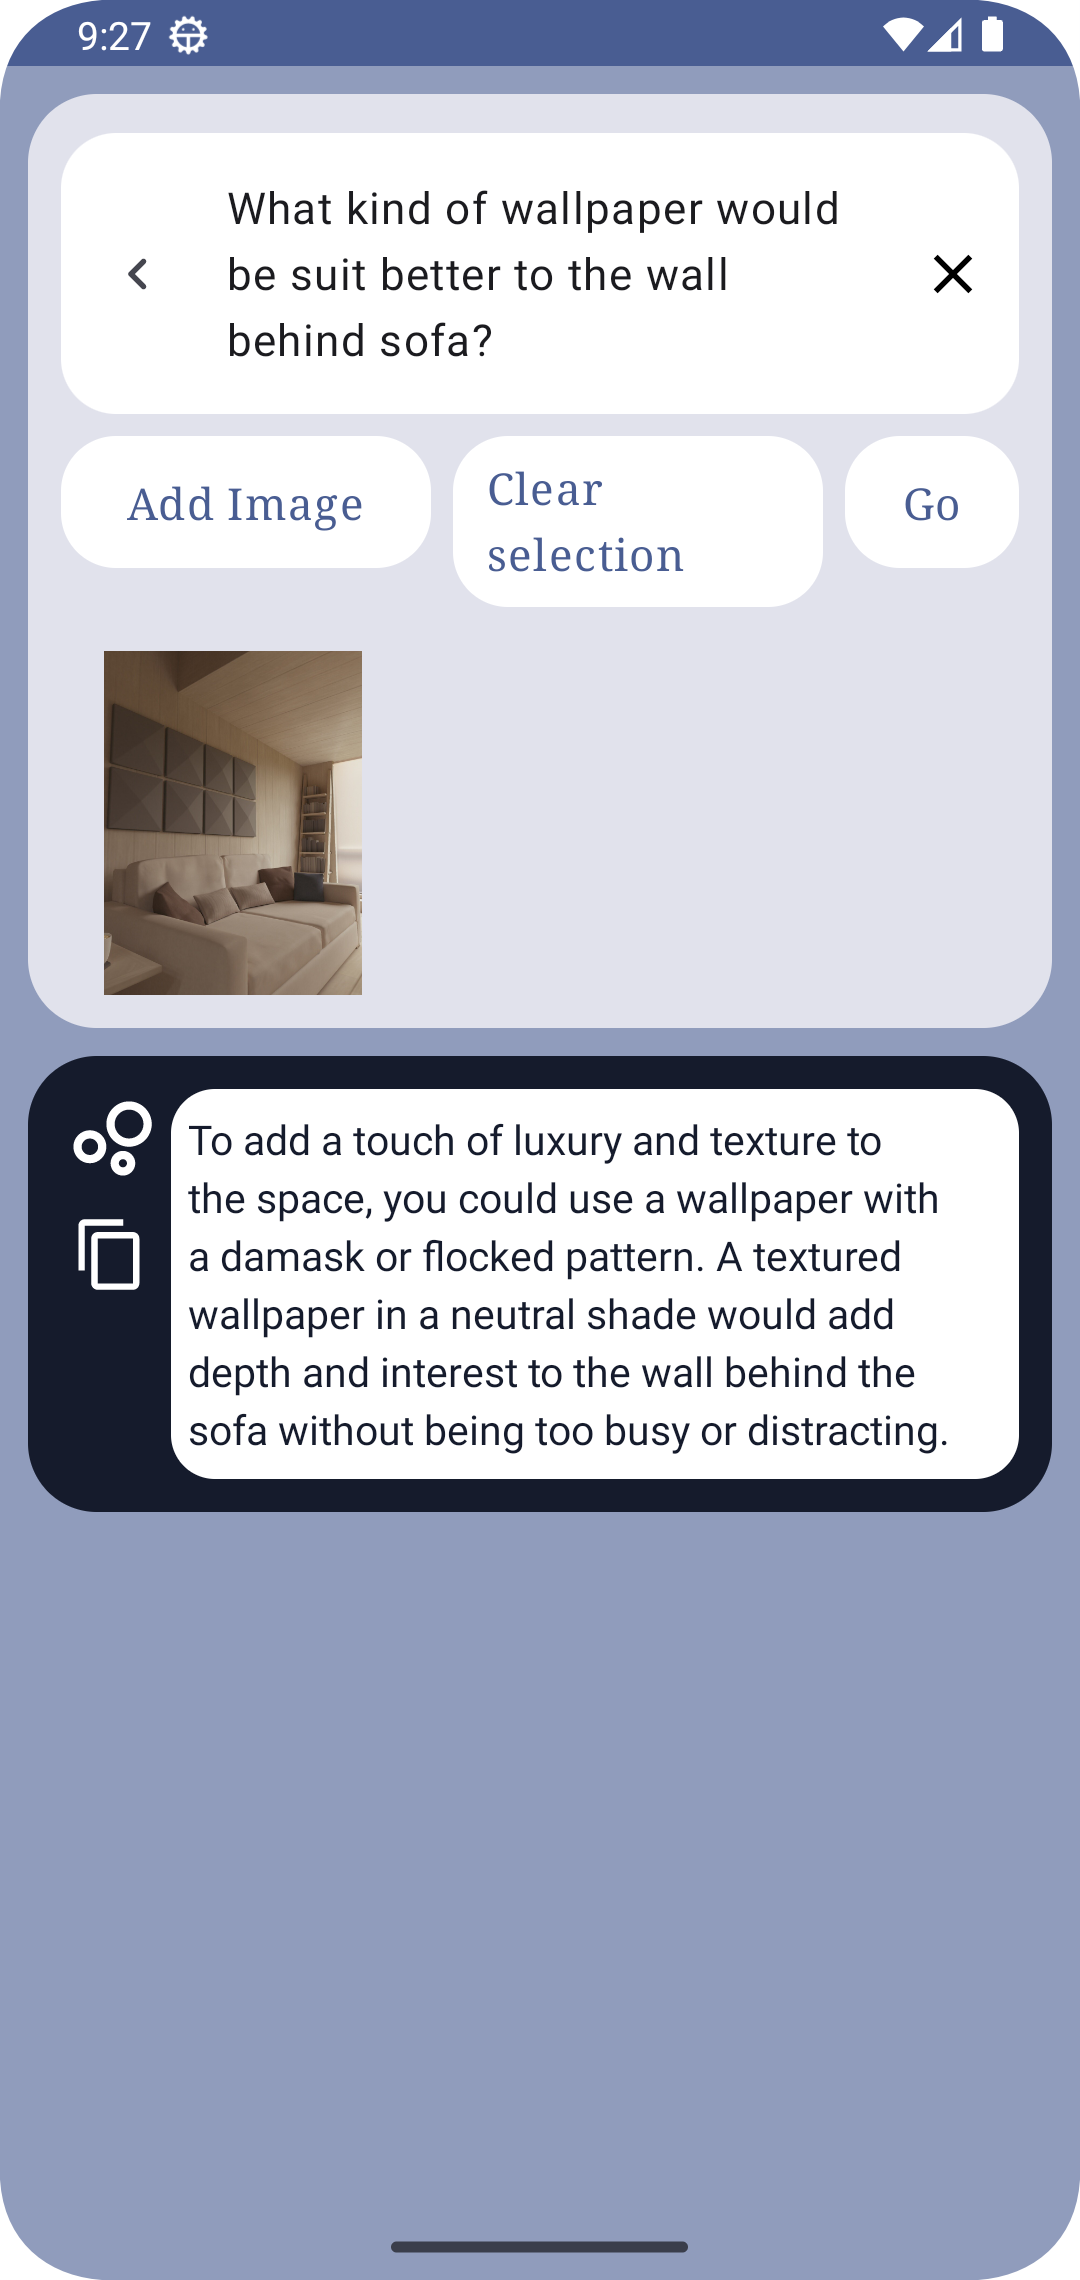 9:27
What kind of wallpaper would
be suit better to the wall
behind sofa?
Add Image
Clear
selection
Go
To add a touch of luxury and texture to
the space, you could use a wallpaper with
a damask or flocked pattern. A textured
wallpaper in a neutral shade would add
depth and interest to the wall behind the
sofa without being too busy or distracting.